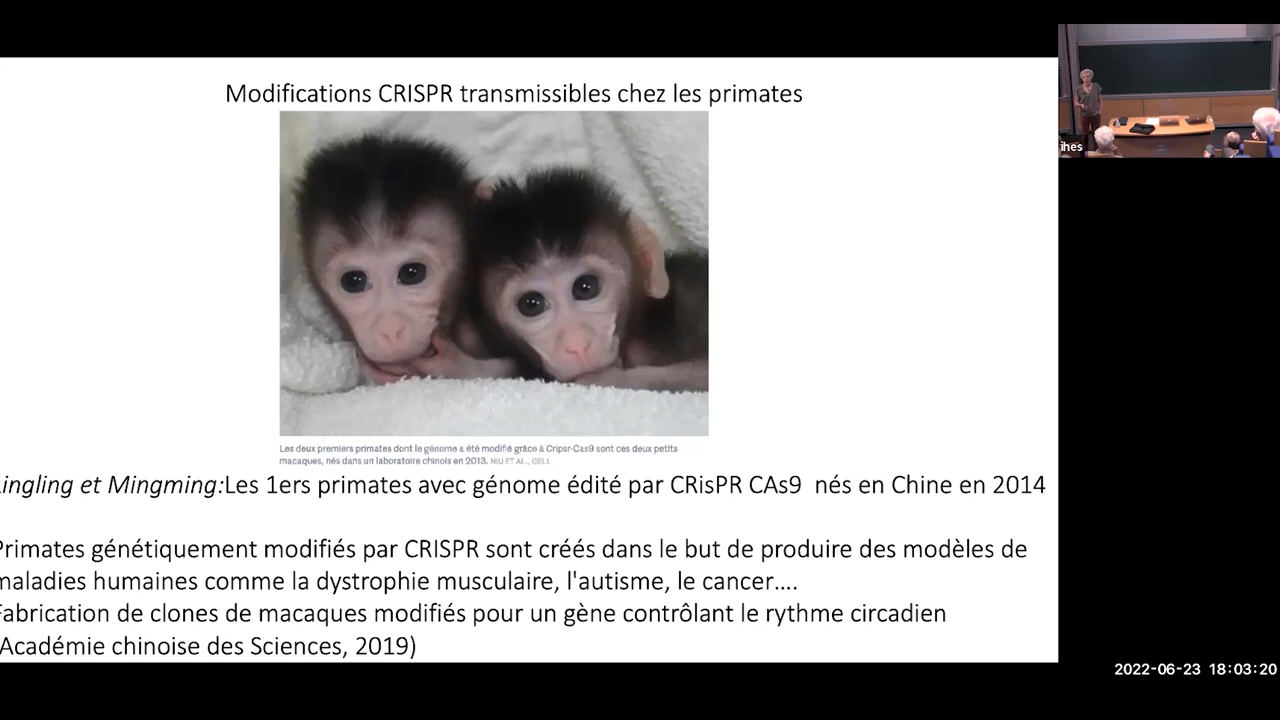 Modifications CRISPR transmissibles chez les primates
ihes
Les deux premiers primates dont le génome a été modifié grâce à Cripsr-Cas9 sont ces deux petits
macaques, nés dans un laboratoire chinois en 2013. NIU ET AL., CELL
ingling et Mingming:Les 1ers primates avec génome édité par CRisPR CAs9 nés en Chine en 2014
Primates génétiquement modifiés par CRISPR sont créés dans le but de produire des modèles de
maladies humaines comme la dystrophie musculaire, l'autisme, le cancer....
Fabrication de clones de macaques modifiés pour un gène contrôlant le rythme circadien
Académie chinoise des Sciences, 2019)
2022-06-23 18:03:20